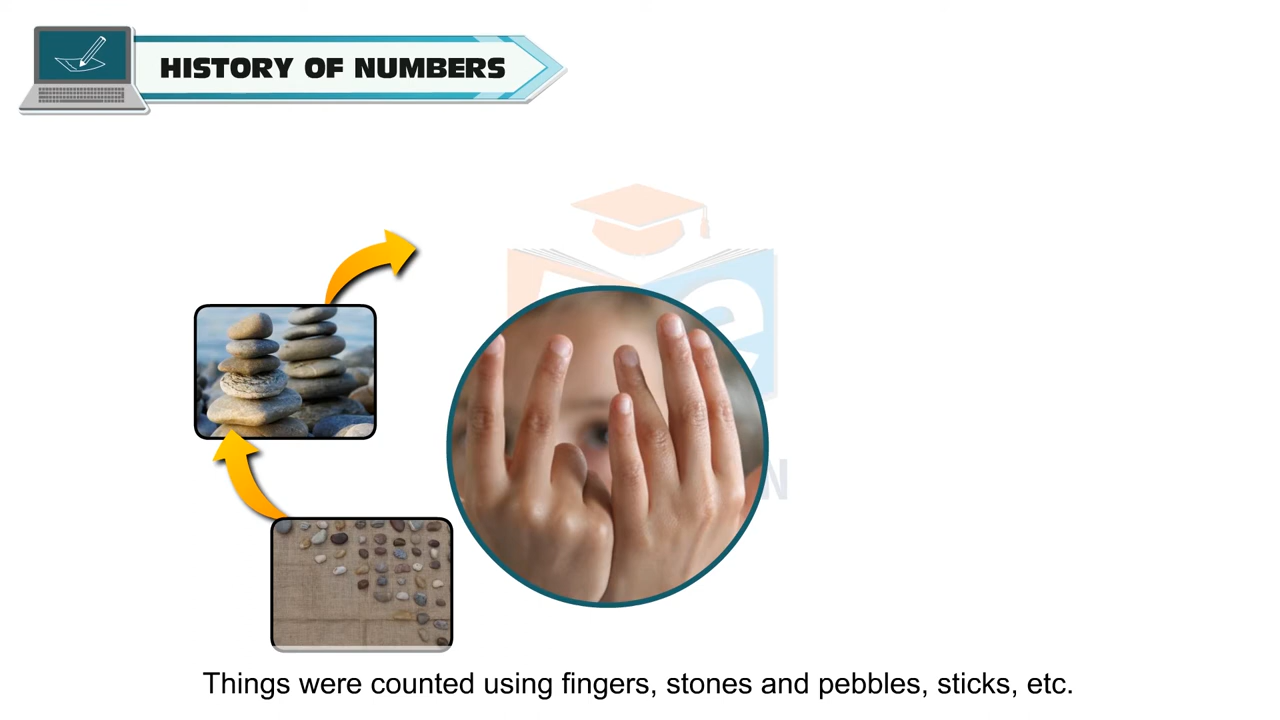 HISTORY OF NUMBERS
Things were counted using fingers, stones and pebbles, sticks, etc.